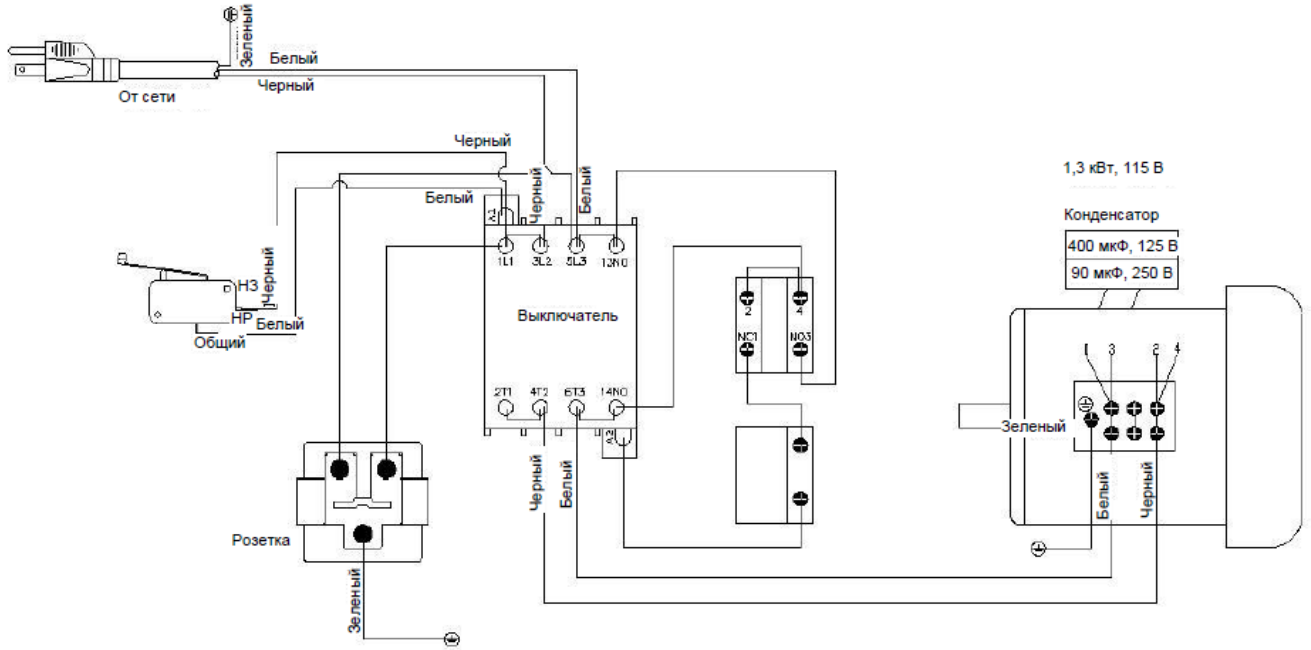 Зеленый
Белый
Черный
От сети
Черный
Белый
Черный
Белый
1,3 кВт, 115 В
Конденсатор
400 мкФ, 125 В
90 мкФ, 250 В
A1
1L1
3L2
5L3
13NO
НЗ
Черный
НР
Белый
Общий
Выключатель
2
4
NC1
NO3
1
3
2
4
2T1
4T2
6T3
14NO
A2
Зеленый
Черный
Белый
Белый
Черный
Розетка
Зеленый